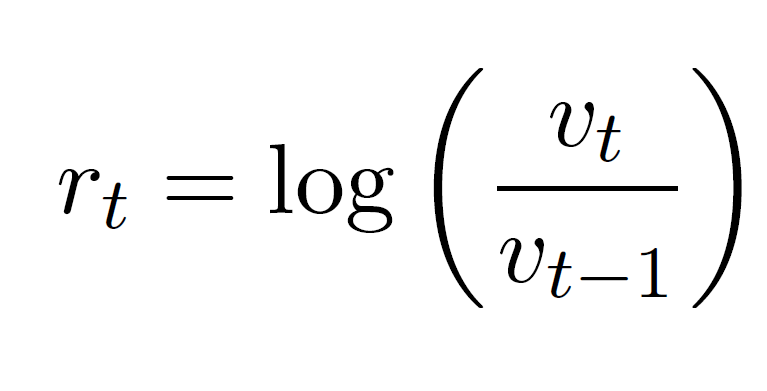 r_t = log ( v_t / v_{t−1} )